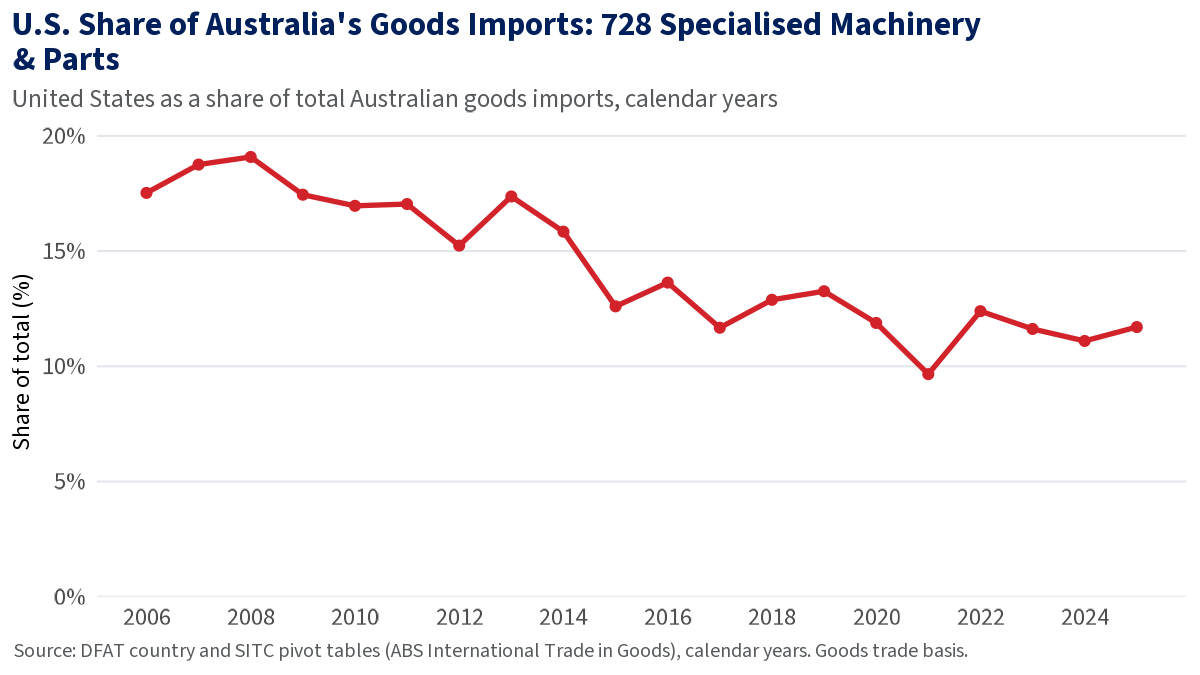 U.S. Share of Australia's Goods Imports: 728 Specialised Machinery
& Parts
United States as a share of total Australian goods imports, calendar years
Share of total (%)
20%
15%
10%
5%
0%
2006 2008 2010 2012 2014 2016 2018 2020 2022 2024
Source: DFAT country and SITC pivot tables (ABS International Trade in Goods), calendar years. Goods trade basis.